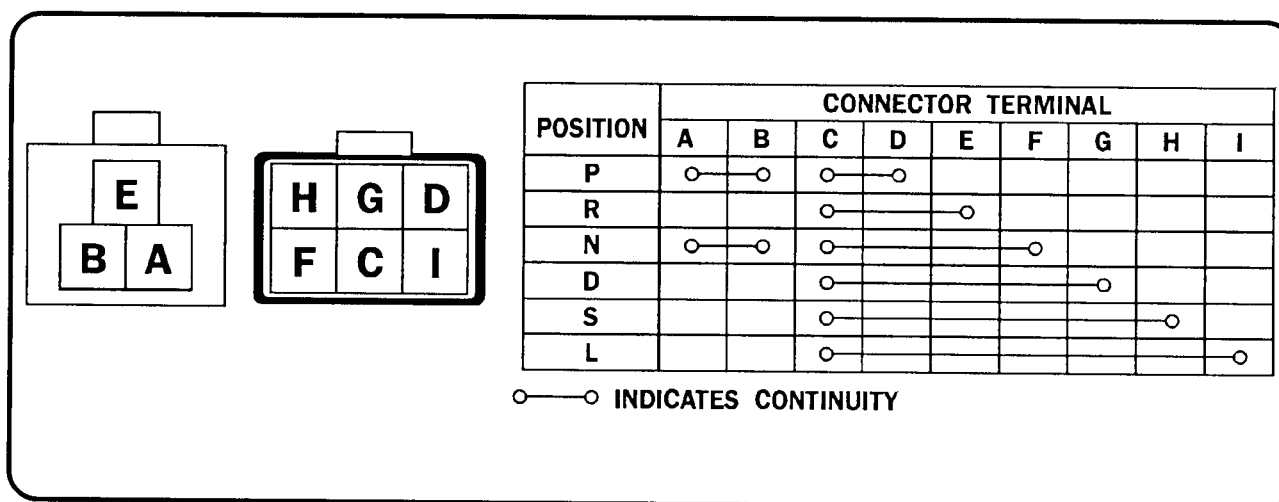 E
B A
H G D
F C I
POSITION
CONNECTOR TERMINAL
A B C D E F G H I
P
R
N
D
S
L
INDICATES CONTINUITY